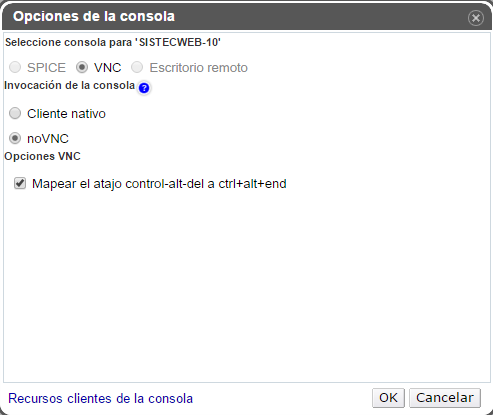 Opciones de la consola
Seleccione consola para 'SISTECWEB-10'
SPICE VNC Escritorio remoto
Invocación de la consola ?
Cliente nativo
noVNC
Opciones VNC
Mapear el atajo control-alt-del a ctrl+alt+end
Recursos clientes de la consola OK Cancelar